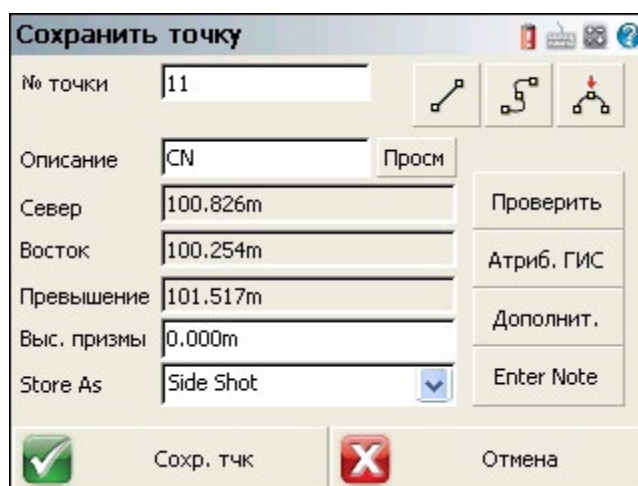 Сохранить точку
№ точки 11
Описание CN Просм
Север 100.826m Проверить
Восток 100.254m Атриб. ГИС
Превышение 101.517m
Дополнит.
Выс. призмы 0.000m
Store As Side Shot Enter Note
Сохр. тчк Отмена